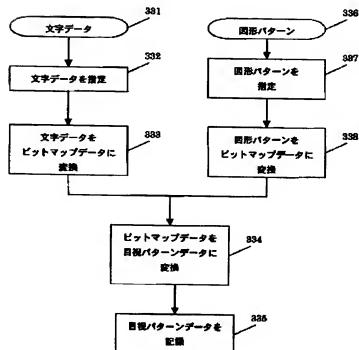 文字データ
331
文字データを指定
332
文字データを
ビットマップデータに
変換
333
図形パターン
336
図形パターンを
指定
337
図形パターンを
ビットマップデータに
変換
338
ビットマップデータを
目視パターンデータに
変換
334
目視パターンデータを
記録
335